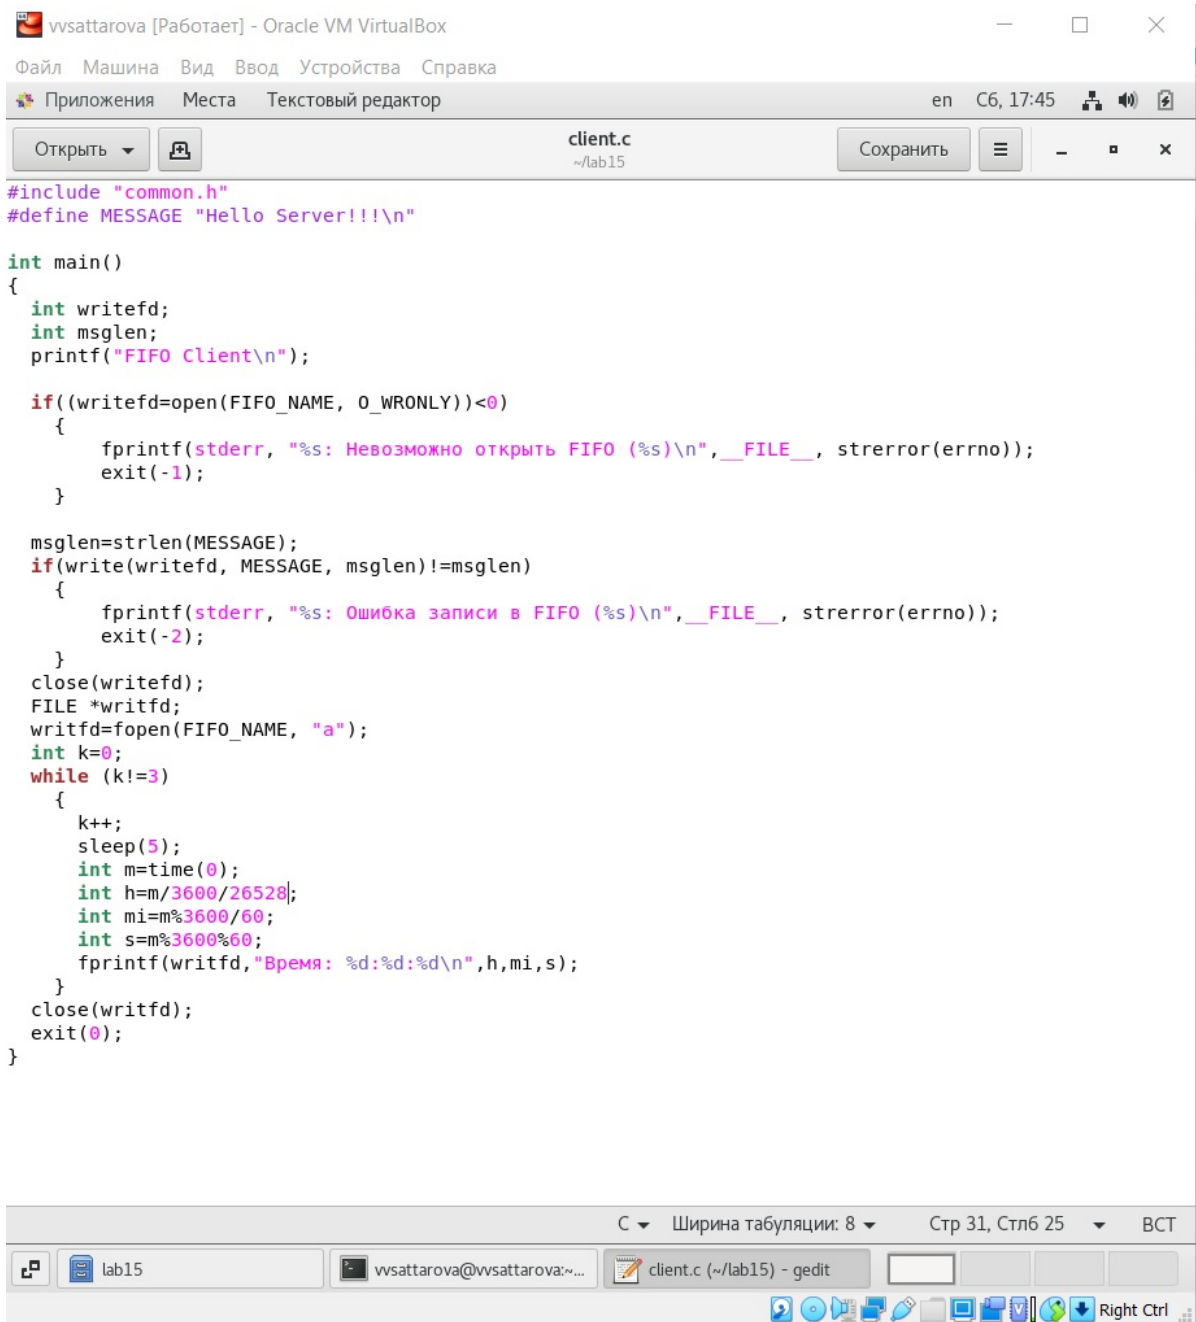 vvsattarova [Работает] - Oracle VM VirtualBox
Файл Машина Вид Ввод Устройства Справка
Приложения Места Текстовый редактор en Сб, 17:45
Открыть client.c Сохранить
~/lab15
#include "common.h"
#define MESSAGE "Hello Server!!!\n"
int main()
{
int writefd;
int msglen;
printf("FIFO Client\n");
if((writefd=open(FIFO_NAME, O_WRONLY))<0)
{
fprintf(stderr, "%s: Невозможно открыть FIFO (%s)\n",__FILE__, strerror(errno));
exit(-1);
}
msglen=strlen(MESSAGE);
if(write(writefd, MESSAGE, msglen)!=msglen)
{
fprintf(stderr, "%s: Ошибка записи в FIFO (%s)\n",__FILE__, strerror(errno));
exit(-2);
}
close(writefd);
FILE *writfd;
writfd=fopen(FIFO_NAME, "a");
int k=0;
while (k!=3)
{
k++;
sleep(5);
int m=time(0);
int h=m/3600/26528;
int mi=m%3600/60;
int s=m%3600%60;
fprintf(writfd,"Время: %d:%d:%d\n",h,mi,s);
}
close(writfd);
exit(0);
}
C Ширина табуляции: 8 Стр 31, Стлб 25 ВСТ
lab15 vvsattarova@vvsattarova:~... client.c (~/lab15) - gedit
Right Ctrl